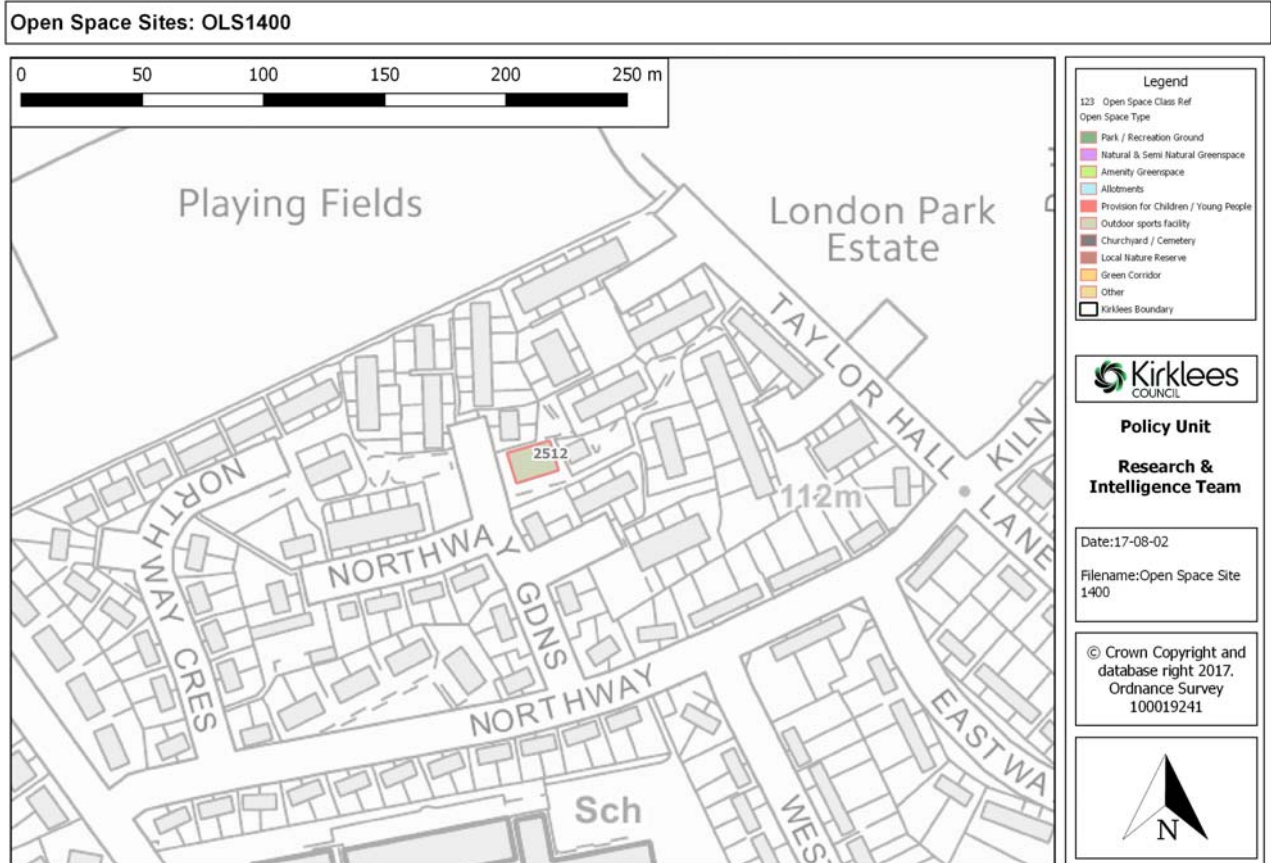 Open Space Sites: OLS1400
0 50 100 150 200 250 m
Playing Fields
London Park
Estate
TAYLOR HALL
LANE
KILN
2512
112m
NORTHWAY
CRES
NORTHWAY
GDNS
NORTHWAY
EASTWA
WES
Sch
Legend
123 Open Space Class Ref
Open Space Type
Park / Recreation Ground
Natural & Semi Natural Greenspace
Amenity Greenspace
Allotments
Provision for Children / Young People
Outdoor sports facility
Churchyard / Cemetery
Local Nature Reserve
Green Corridor
Other
Kirklees Boundary
Kirklees
COUNCIL
Policy Unit
Research &
Intelligence Team
Date:17-08-02
Filename:Open Space Site
1400
© Crown Copyright and
database right 2017.
Ordnance Survey
100019241
N